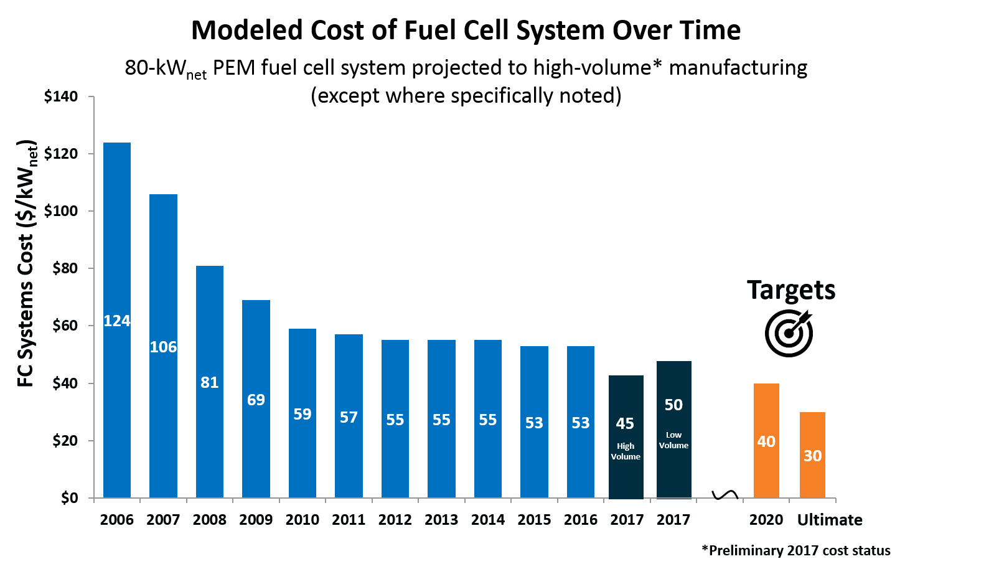 Modeled Cost of Fuel Cell System Over Time
80-kWnet PEM fuel cell system projected to high-volume* manufacturing
(except where specifically noted)
FC Systems Cost ($/kWnet)
$140
$120
$100
$80
$60
$40
$20
$0
124
106
81
69
59
57
55
55
55
53
53
45
High
Volume
50
Low
Volume
Targets
40
30
2006 2007 2008 2009 2010 2011 2012 2013 2014 2015 2016 2017 2017 2020 Ultimate
*Preliminary 2017 cost status